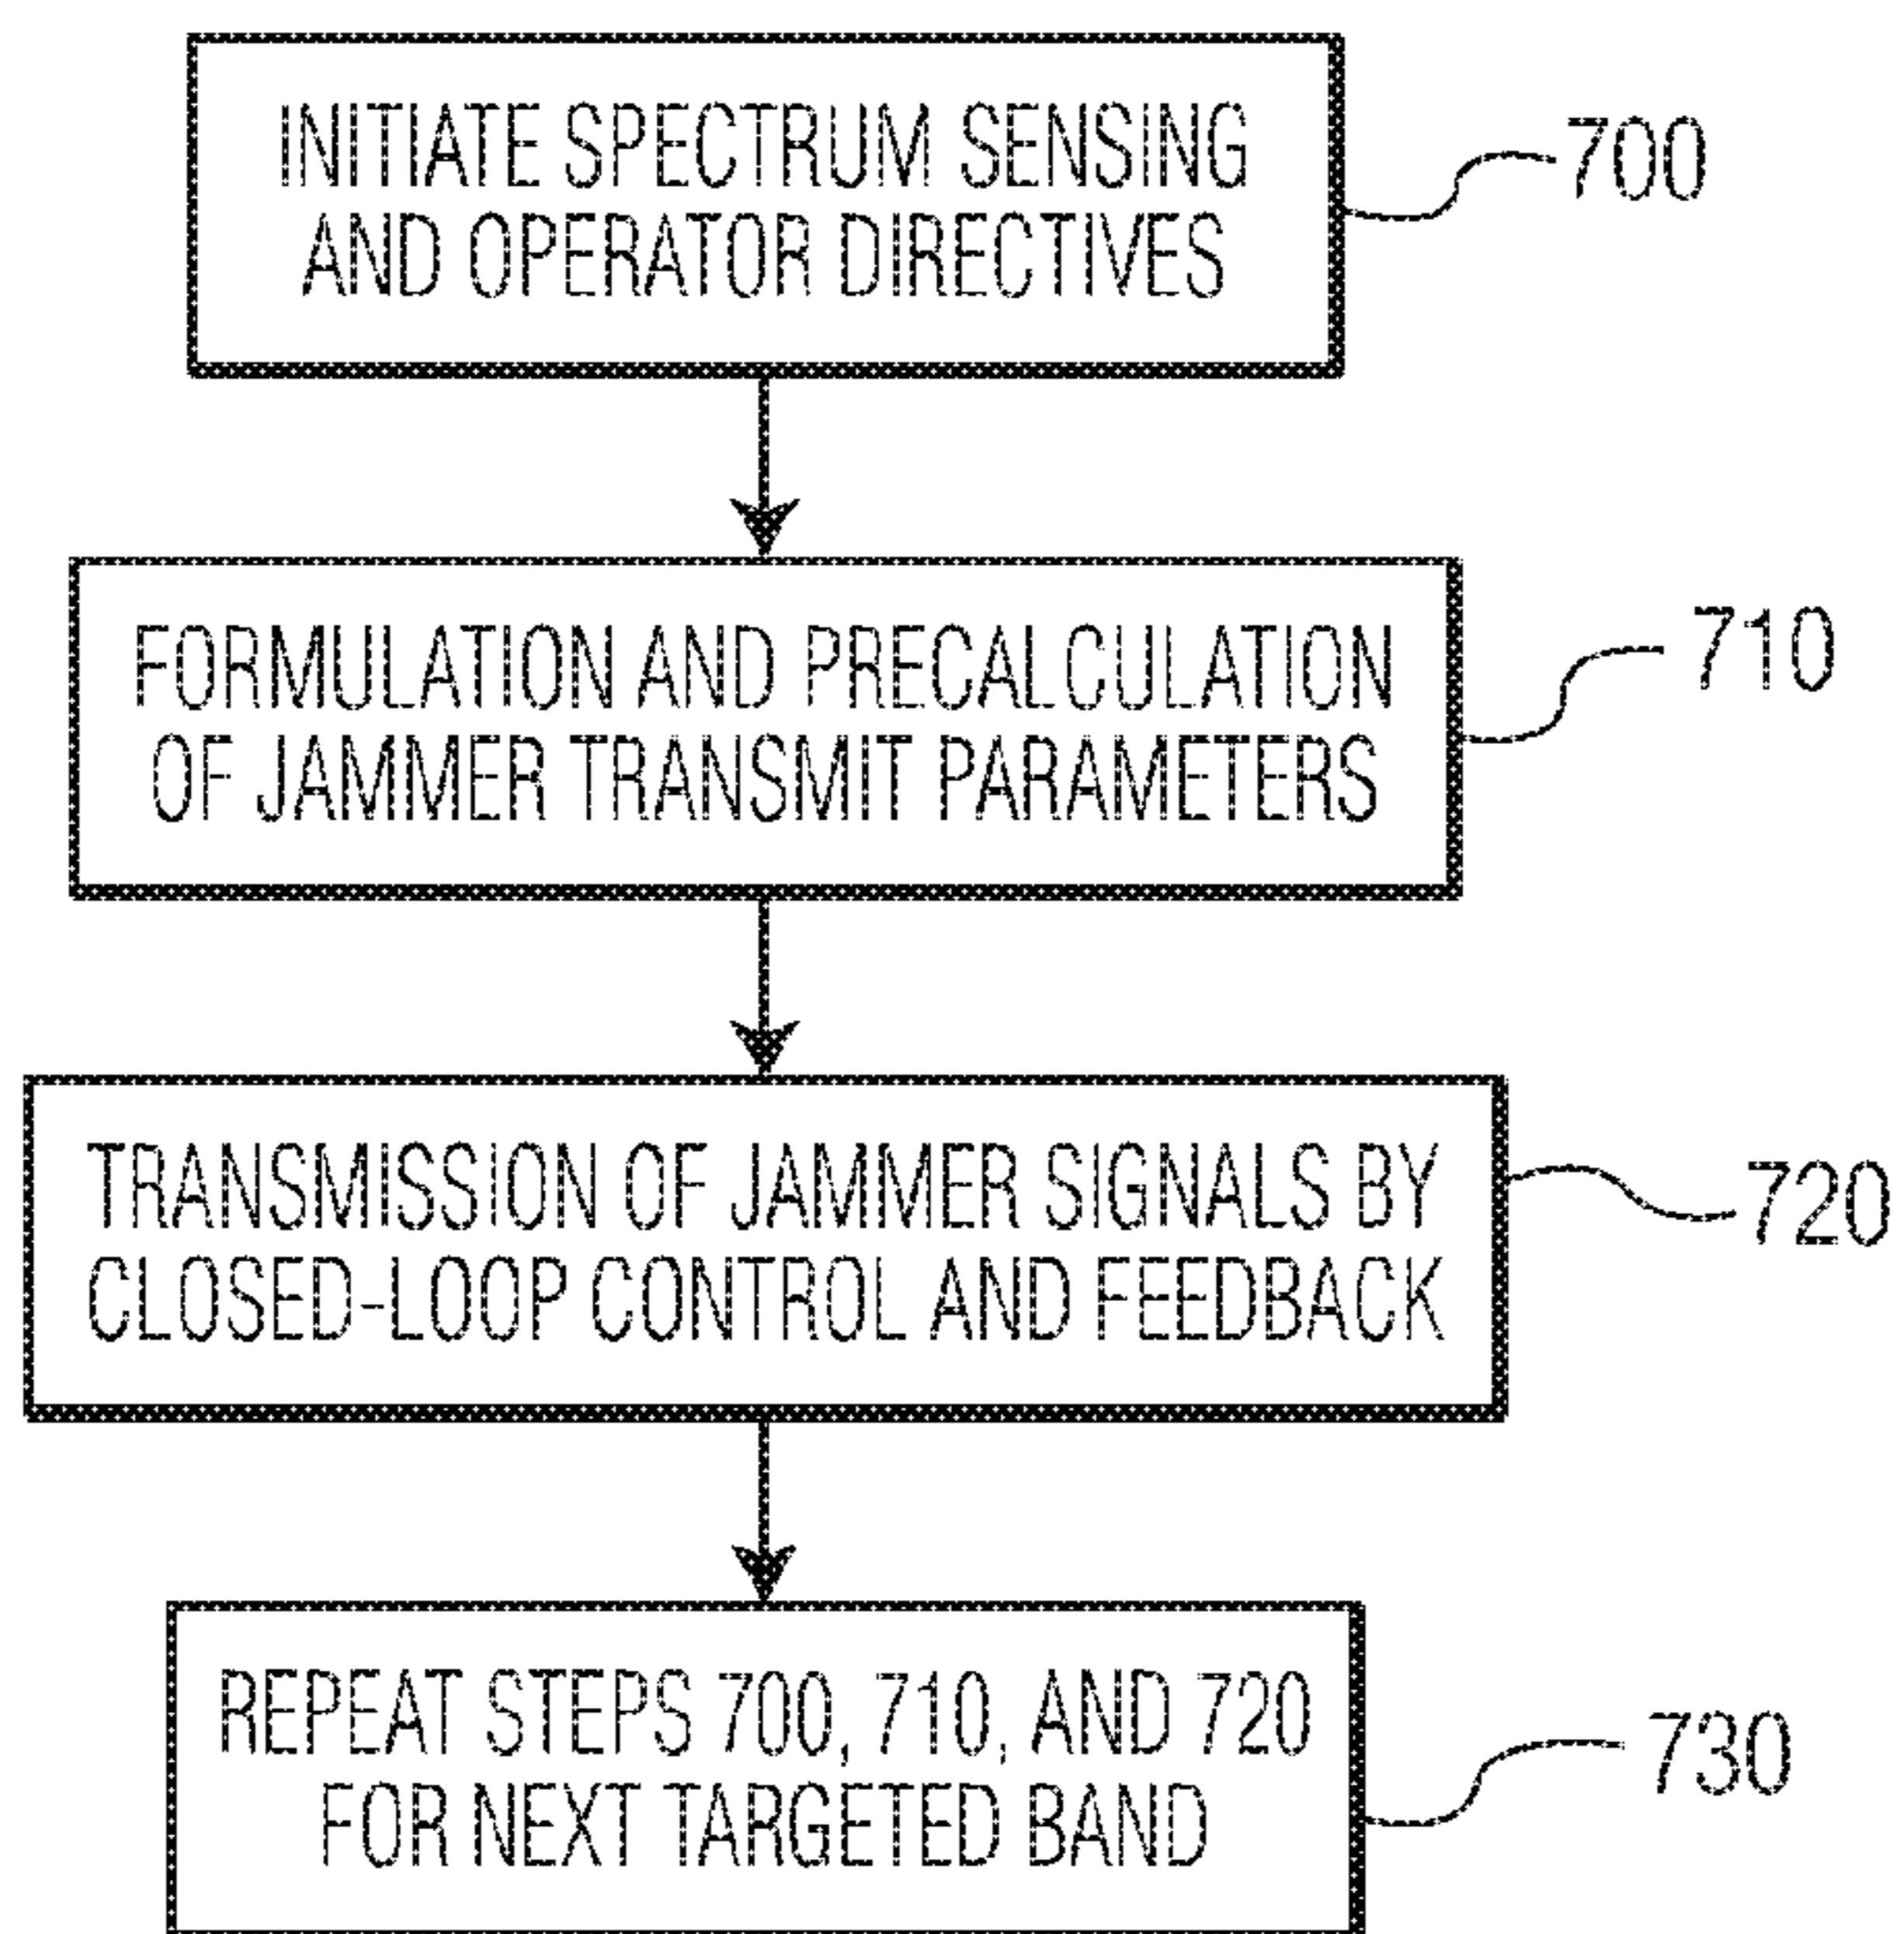 INITIATE SPECTRUM SENSING
AND OPERATOR DIRECTIVES
700
FORMULATION AND PRECALCULATION
OF JAMMER TRANSMIT PARAMETERS
710
TRANSMISSION OF JAMMER SIGNALS BY
CLOSED-LOOP CONTROL AND FEEDBACK
720
REPEAT STEPS 700, 710, AND 720
FOR NEXT TARGETED BAND
730